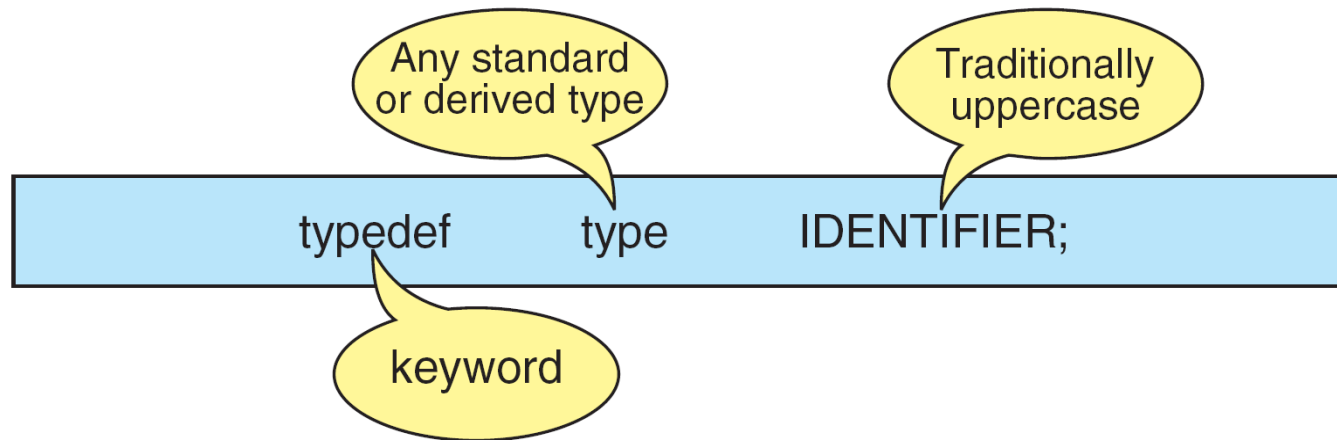 Any standard
or derived type
Traditionally
uppercase
typedef type IDENTIFIER;
keyword